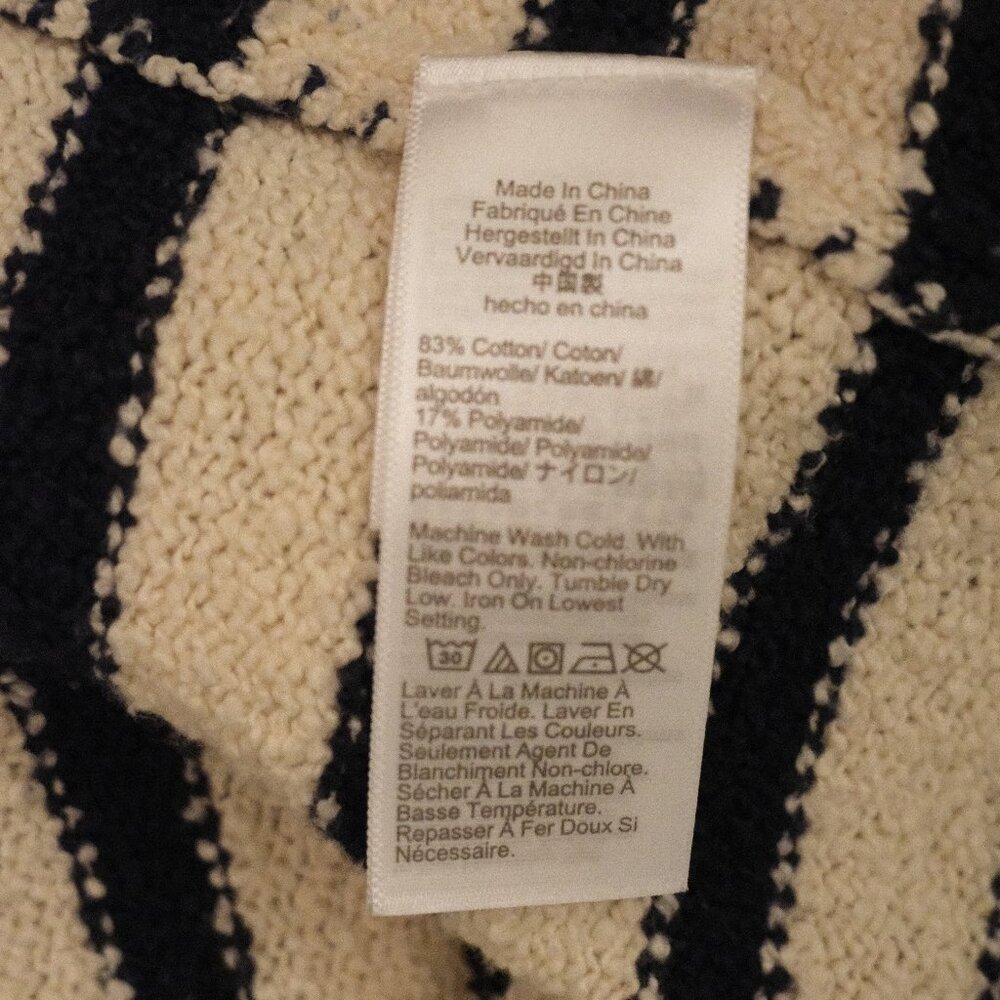 Made In China
Fabriqué En Chine
Hergestellt In China
Vervaardigd In China
中国製
hecho en china
83% Cotton/ Coton/
Baumwolle/ Katoen/ 綿/
algodón
17% Polyamide/
Polyamide/ Polyamide/
Polyamide/ ナイロン/
poliamida
Machine Wash Cold. With
Like Colors. Non-chlorine
Bleach Only. Tumble Dry
Low. Iron On Lowest
Setting.
30
Laver À La Machine À
L'eau Froide. Laver En
Séparant Les Couleurs.
Seulement Agent De
Blanchiment Non-chlore.
Sécher À La Machine À
Basse Température.
Repasser À Fer Doux Si
Nécessaire.